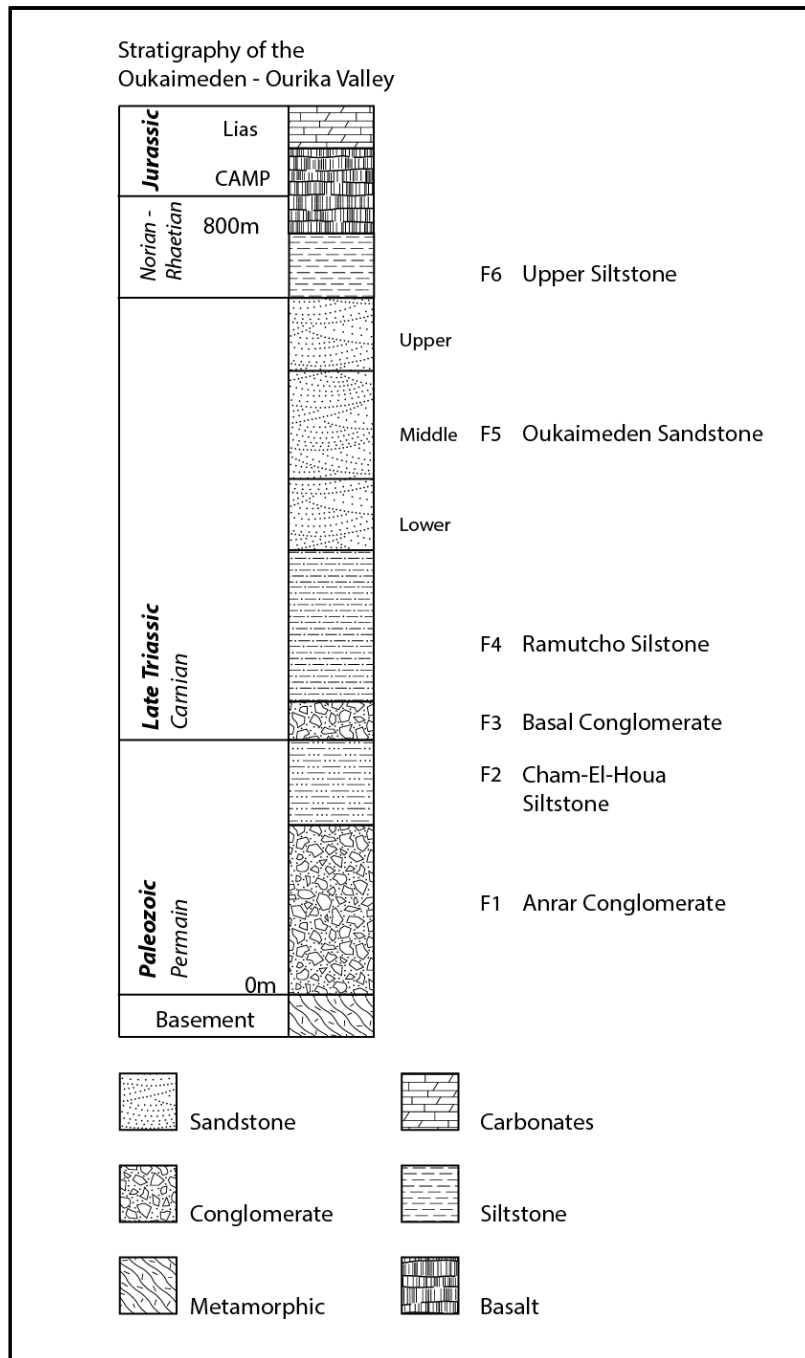 Stratigraphy of the
Oukaimeden - Ourika Valley
Jurassic
Lias
CAMP
Norian -
Rhaetian
800m
F6 Upper Siltstone
Upper
Middle F5 Oukaimeden Sandstone
Lower
Late Triassic
Carnian
F4 Ramutcho Silstone
F3 Basal Conglomerate
F2 Cham-El-Houa
Siltstone
Paleozoic
Permain
F1 Anrar Conglomerate
0m
Basement
Sandstone Carbonates
Conglomerate Siltstone
Metamorphic Basalt